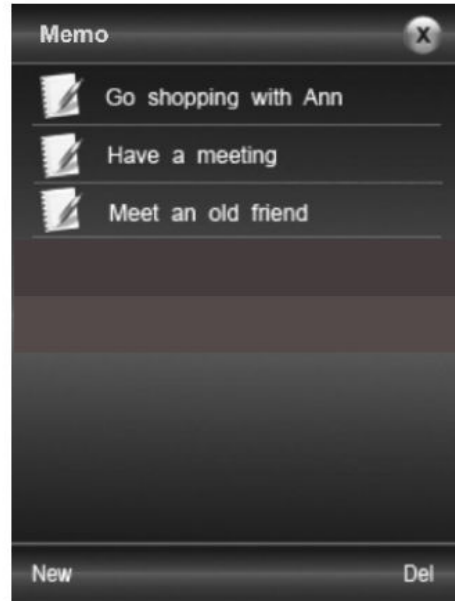 Memo
X
Go shopping with Ann
Have a meeting
Meet an old friend
New Del